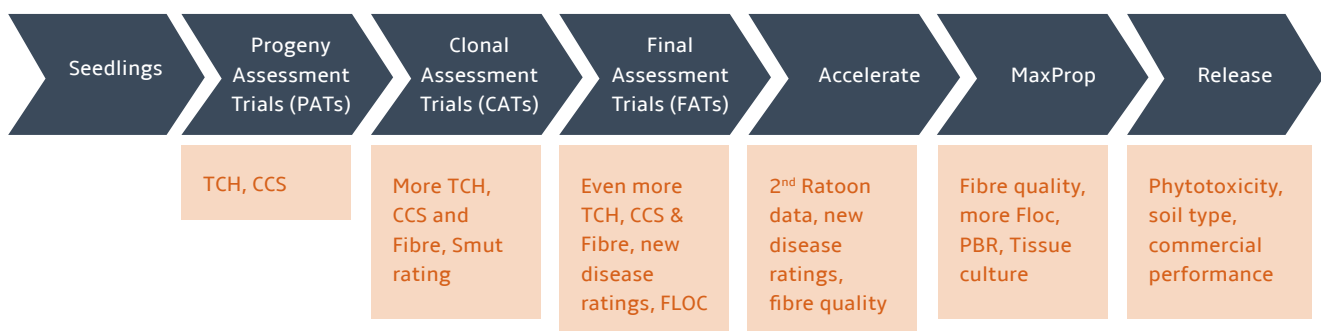 Seedlings
Progeny
Assessment
Trials (PATs)
Clonal
Assessment
Trials (CATs)
Final
Assessment
Trials (FATs)
Accelerate
MaxProp
Release
TCH, CCS
More TCH,
CCS and
Fibre, Smut
rating
Even more
TCH, CCS &
Fibre, new
disease
ratings, FLOC
2nd Ratoon
data, new
disease
ratings,
fibre quality
Fibre quality,
more Floc,
PBR, Tissue
culture
Phytotoxicity,
soil type,
commercial
performance